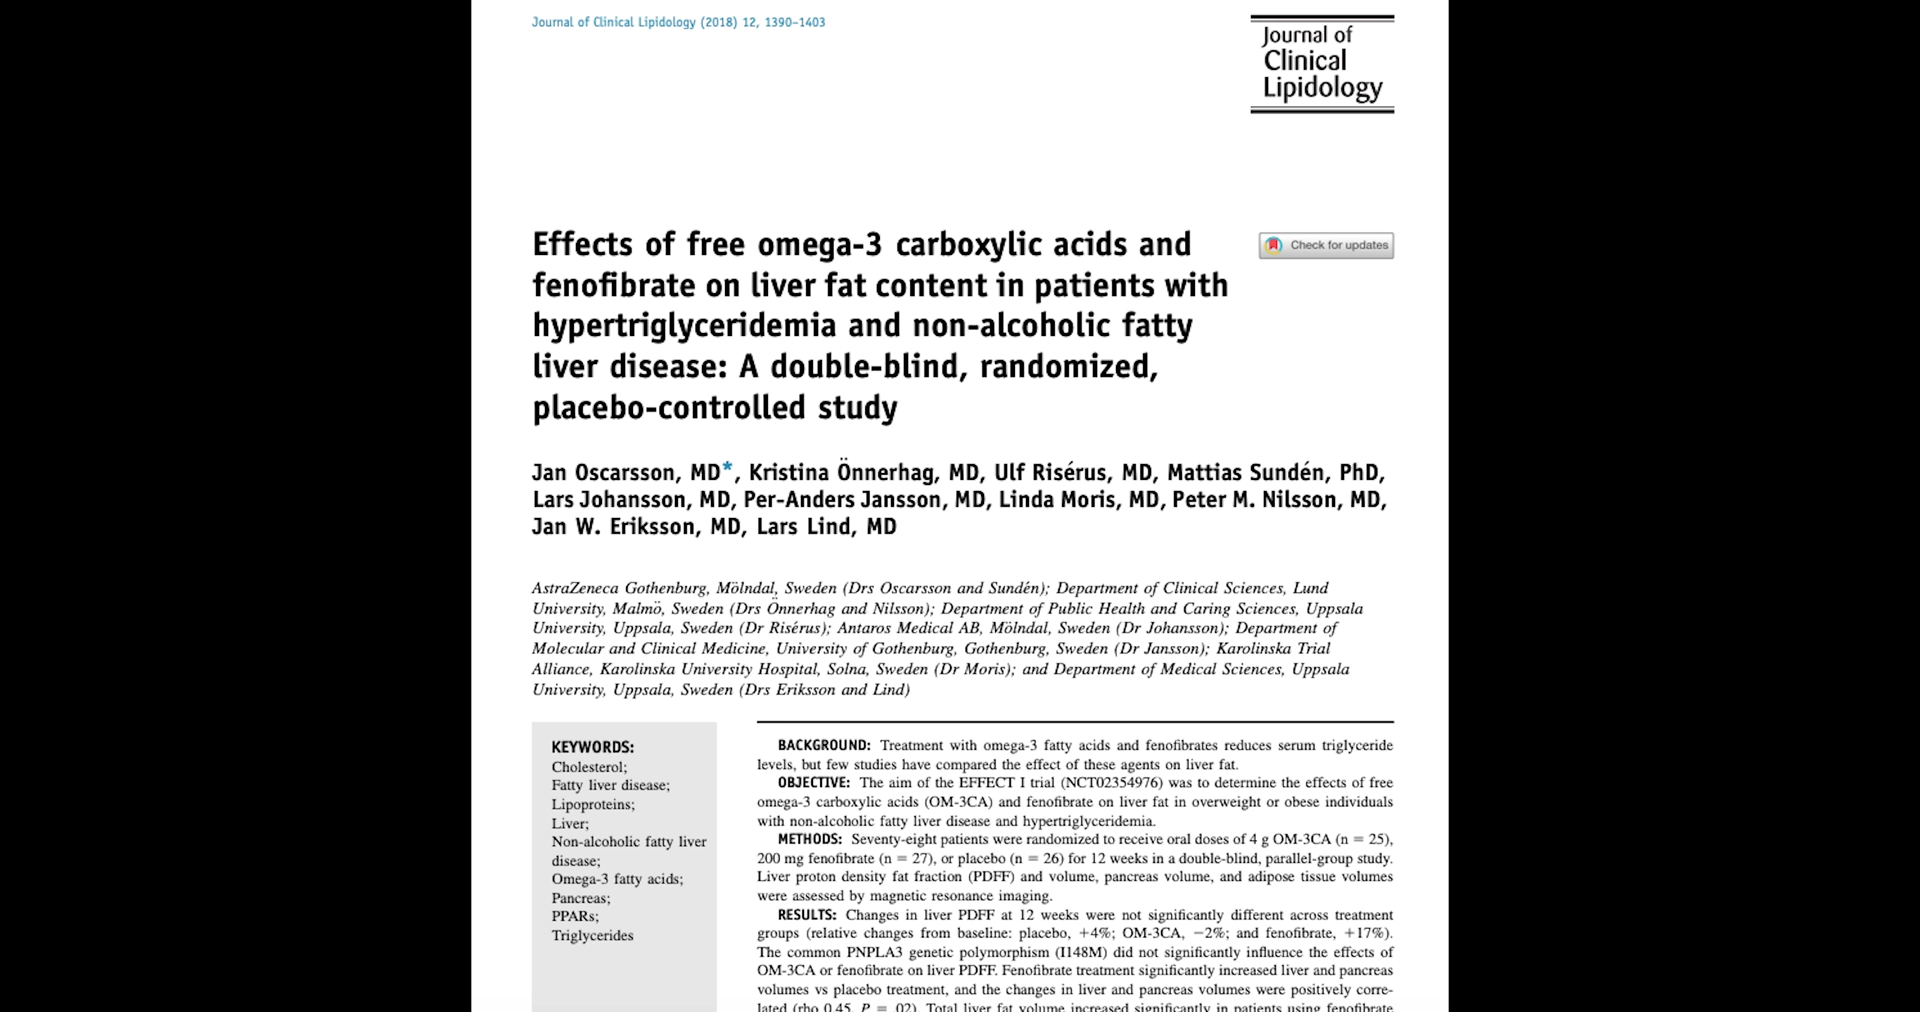 Journal of Clinical Lipidology (2018) 12, 1390–1403
Journal of
Clinical
Lipidology
Effects of free omega-3 carboxylic acids and
fenofibrate on liver fat content in patients with
hypertriglyceridemia and non-alcoholic fatty
liver disease: A double-blind, randomized,
placebo-controlled study
Check for updates
Jan Oscarsson, MD*, Kristina Önnerhag, MD, Ulf Risérus, MD, Mattias Sundén, PhD,
Lars Johansson, MD, Per-Anders Jansson, MD, Linda Moris, MD, Peter M. Nilsson, MD,
Jan W. Eriksson, MD, Lars Lind, MD
AstraZeneca Gothenburg, Mölndal, Sweden (Drs Oscarsson and Sundén); Department of Clinical Sciences, Lund
University, Malmö, Sweden (Drs Önnerhag and Nilsson); Department of Public Health and Caring Sciences, Uppsala
University, Uppsala, Sweden (Dr Risérus); Antaros Medical AB, Mölndal, Sweden (Dr Johansson); Department of
Molecular and Clinical Medicine, University of Gothenburg, Gothenburg, Sweden (Dr Jansson); Karolinska Trial
Alliance, Karolinska University Hospital, Solna, Sweden (Dr Moris); and Department of Medical Sciences, Uppsala
University, Uppsala, Sweden (Drs Eriksson and Lind)
KEYWORDS:
Cholesterol;
Fatty liver disease;
Lipoproteins;
Liver;
Non-alcoholic fatty liver
disease;
Omega-3 fatty acids;
Pancreas;
PPARs;
Triglycerides
BACKGROUND: Treatment with omega-3 fatty acids and fenofibrates reduces serum triglyceride
levels, but few studies have compared the effect of these agents on liver fat.
OBJECTIVE: The aim of the EFFECT I trial (NCT02354976) was to determine the effects of free
omega-3 carboxylic acids (OM-3CA) and fenofibrate on liver fat in overweight or obese individuals
with non-alcoholic fatty liver disease and hypertriglyceridemia.
METHODS: Seventy-eight patients were randomized to receive oral doses of 4 g OM-3CA (n = 25),
200 mg fenofibrate (n = 27), or placebo (n = 26) for 12 weeks in a double-blind, parallel-group study.
Liver proton density fat fraction (PDFF) and volume, pancreas volume, and adipose tissue volumes
were assessed by magnetic resonance imaging.
RESULTS: Changes in liver PDFF at 12 weeks were not significantly different across treatment
groups (relative changes from baseline: placebo, +4%; OM-3CA, −2%; and fenofibrate, +17%).
The common PNPLA3 genetic polymorphism (I148M) did not significantly influence the effects of
OM-3CA or fenofibrate on liver PDFF. Fenofibrate treatment significantly increased liver and pancreas
volumes vs placebo treatment, and the changes in liver and pancreas volumes were positively corre-
lated (rho 0.45, P = .02). Total liver fat volume increased significantly in patients using fenofibrate